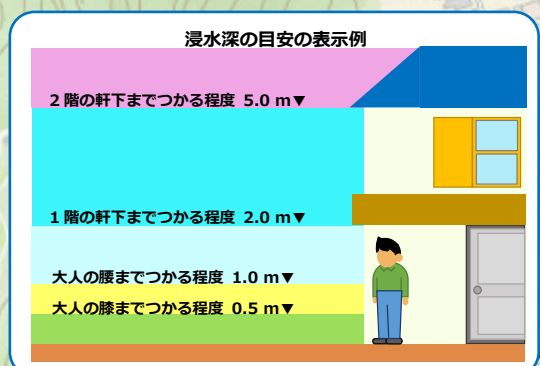 浸水深の目安の表示例
2階の軒下までつかる程度 5.0 m▼
1階の軒下までつかる程度 2.0 m▼
大人の腰までつかる程度 1.0 m▼
大人の膝までつかる程度 0.5 m▼